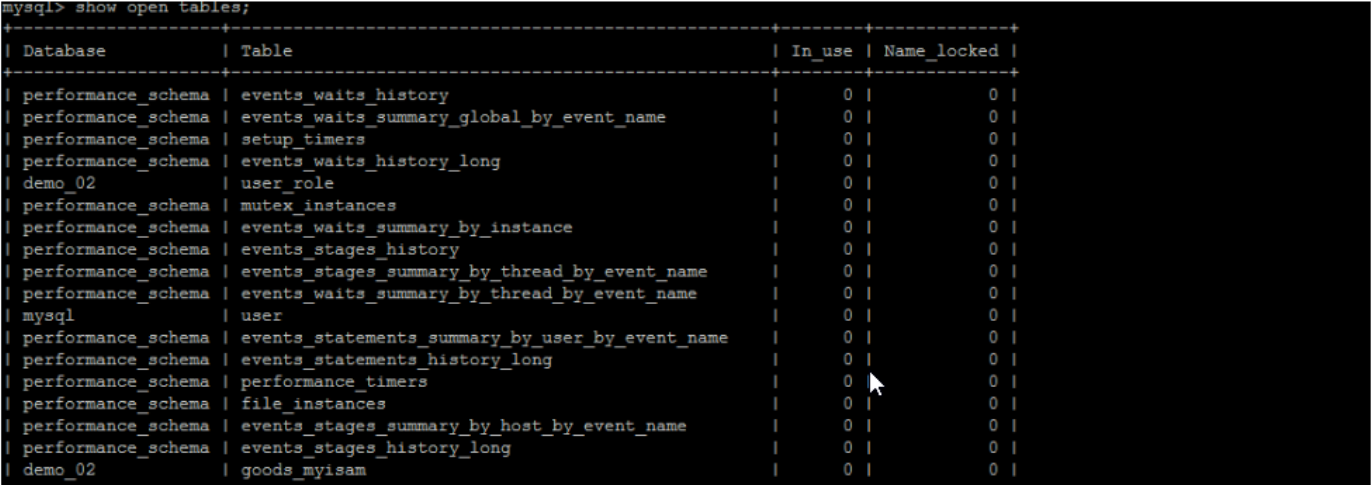 mysql> show open tables;
+--------------------+----------------------------------------------------+--------+-------------+
| Database           | Table                                              | In_use | Name_locked |
+--------------------+----------------------------------------------------+--------+-------------+
| performance_schema | events_waits_history                               |      0 |           0 |
| performance_schema | events_waits_summary_global_by_event_name          |      0 |           0 |
| performance_schema | setup_timers                                       |      0 |           0 |
| performance_schema | events_waits_history_long                          |      0 |           0 |
| demo_02            | user_role                                          |      0 |           0 |
| performance_schema | mutex_instances                                    |      0 |           0 |
| performance_schema | events_waits_summary_by_instance                   |      0 |           0 |
| performance_schema | events_stages_history                              |      0 |           0 |
| performance_schema | events_stages_summary_by_thread_by_event_name      |      0 |           0 |
| performance_schema | events_waits_summary_by_thread_by_event_name       |      0 |           0 |
| mysql              | user                                               |      0 |           0 |
| performance_schema | events_statements_summary_by_user_by_event_name    |      0 |           0 |
| performance_schema | events_statements_history_long                     |      0 |           0 |
| performance_schema | performance_timers                                 |      0 |           0 |
| performance_schema | file_instances                                     |      0 |           0 |
| performance_schema | events_stages_summary_by_host_by_event_name        |      0 |           0 |
| performance_schema | events_stages_history_long                         |      0 |           0 |
| demo_02            | goods_myisam                                       |      0 |           0 |